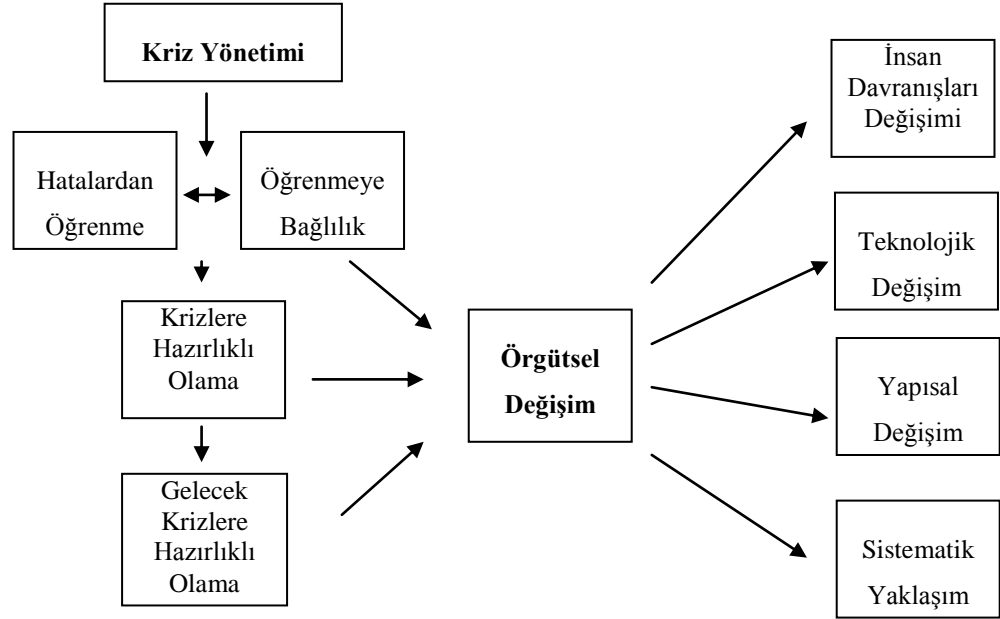 Kriz Yönetimi
Hatalardan
Öğrenme
Öğrenmeye
Bağlılık
Krizlere
Hazırlıklı
Olama
Gelecek
Krizlere
Hazırlıklı
Olama
Örgütsel
Değişim
İnsan
Davranışları
Değişimi
Teknolojik
Değişim
Yapısal
Değişim
Sistematik
Yaklaşım